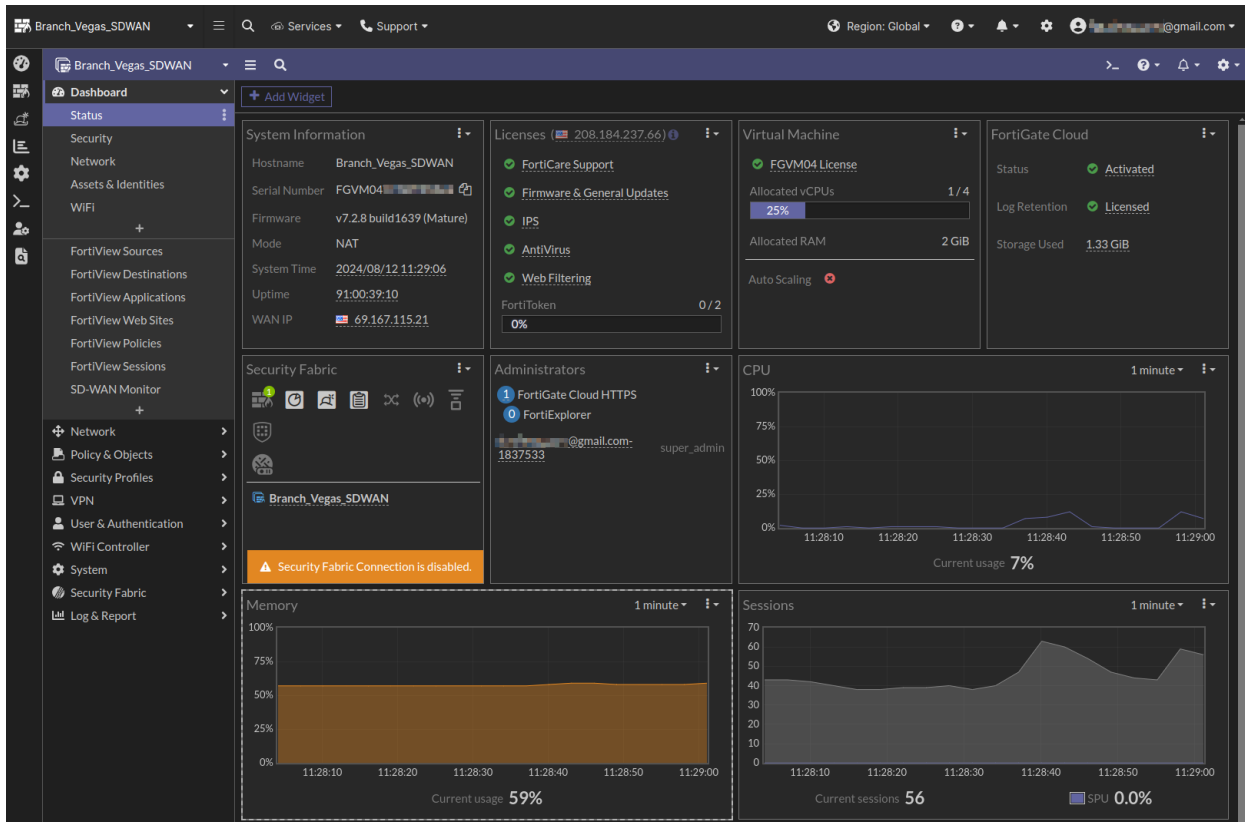 Branch_Vegas_SDWAN
Services
Support
Region: Global
@gmail.com
Branch_Vegas_SDWAN
Dashboard
Status
Security
Network
Assets & Identities
WiFi
+
FortiView Sources
FortiView Destinations
FortiView Applications
FortiView Web Sites
FortiView Policies
FortiView Sessions
SD-WAN Monitor
+
Network
Policy & Objects
Security Profiles
VPN
User & Authentication
WiFi Controller
System
Security Fabric
Log & Report
+ Add Widget
System Information
Hostname Branch_Vegas_SDWAN
Serial Number FGVM04
Firmware v7.2.8 build1639 (Mature)
Mode NAT
System Time 2024/08/12 11:29:06
Uptime 91:00:39:10
WAN IP 69.167.115.21
Licenses (208.184.237.66)
FortiCare Support
Firmware & General Updates
IPS
AntiVirus
Web Filtering
FortiToken 0 / 2
0%
Virtual Machine
FGVM04 License
Allocated vCPUs 1 / 4
25%
Allocated RAM 2 GiB
Auto Scaling
FortiGate Cloud
Status Activated
Log Retention Licensed
Storage Used 1.33 GiB
Security Fabric
1
Branch_Vegas_SDWAN
Security Fabric Connection is disabled.
Administrators
1 FortiGate Cloud HTTPS
0 FortiExplorer
@gmail.com-
1837533 super_admin
CPU 1 minute
100%
75%
50%
25%
0%
11:28:10 11:28:20 11:28:30 11:28:40 11:28:50 11:29:00
Current usage 7%
Memory 1 minute
100%
75%
50%
25%
0%
11:28:10 11:28:20 11:28:30 11:28:40 11:28:50 11:29:00
Current usage 59%
Sessions 1 minute
70
60
50
40
30
20
10
0
11:28:10 11:28:20 11:28:30 11:28:40 11:28:50 11:29:00
Current sessions 56 SPU 0.0%